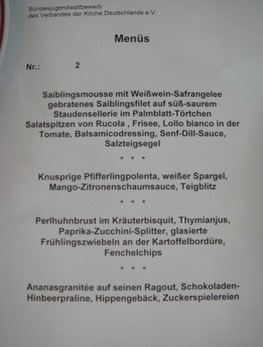 Bundesjugendwettbewerb
des Verbandes der Köche Deutschlands e.V.
Menüs
Nr.: 2
Saiblingsmousse mit Weißwein-Safrangelee
gebratenes Saiblingsfilet auf süß-saurem
Staudensellerie im Palmblatt-Törtchen
Salatspitzen von Rucola , Frisee, Lollo bianco in der
Tomate, Balsamicodressing, Senf-Dill-Sauce,
Salzteigsegel
* * *
Knusprige Pfifferlingpolenta, weißer Spargel,
Mango-Zitronenschaumsauce, Teigblitz
* * *
Perlhuhnbrust im Kräuterbisquit, Thymianjus,
Paprika-Zucchini-Splitter, glasierte
Frühlingszwiebeln an der Kartoffelbordüre,
Fenchelchips
* * *
Ananasgranitée auf seinen Ragout, Schokoladen-
Hinbeerpraline, Hippengebäck, Zuckerspielereien